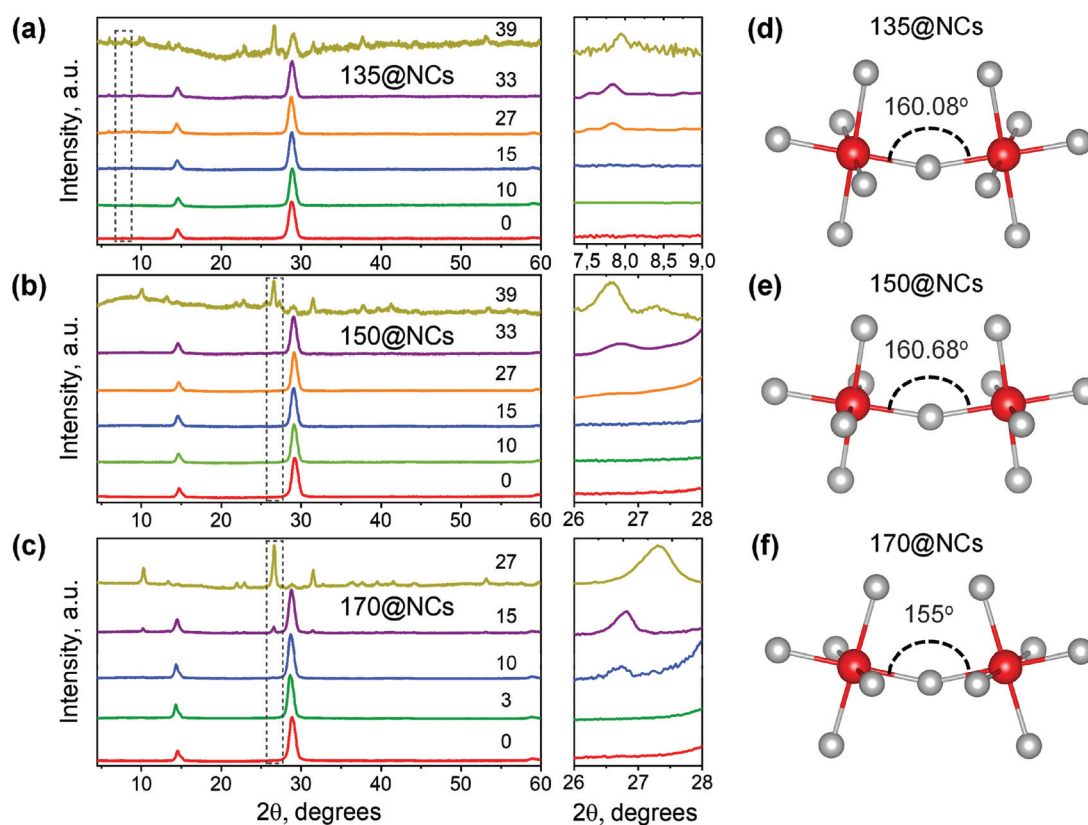 (a)
Intensity, a.u.
39
135@NCs
33
27
15
10
0
10 20 30 40 50 60
7,5 8,0 8,5 9,0
(d)
135@NCs
160.08º
(b)
Intensity, a.u.
39
150@NCs
33
27
15
10
0
10 20 30 40 50 60
26 27 28
(e)
150@NCs
160.68º
(c)
Intensity, a.u.
27
170@NCs
15
10
3
0
10 20 30 40 50 60
2θ, degrees
26 27 28
2θ, degrees
(f)
170@NCs
155º